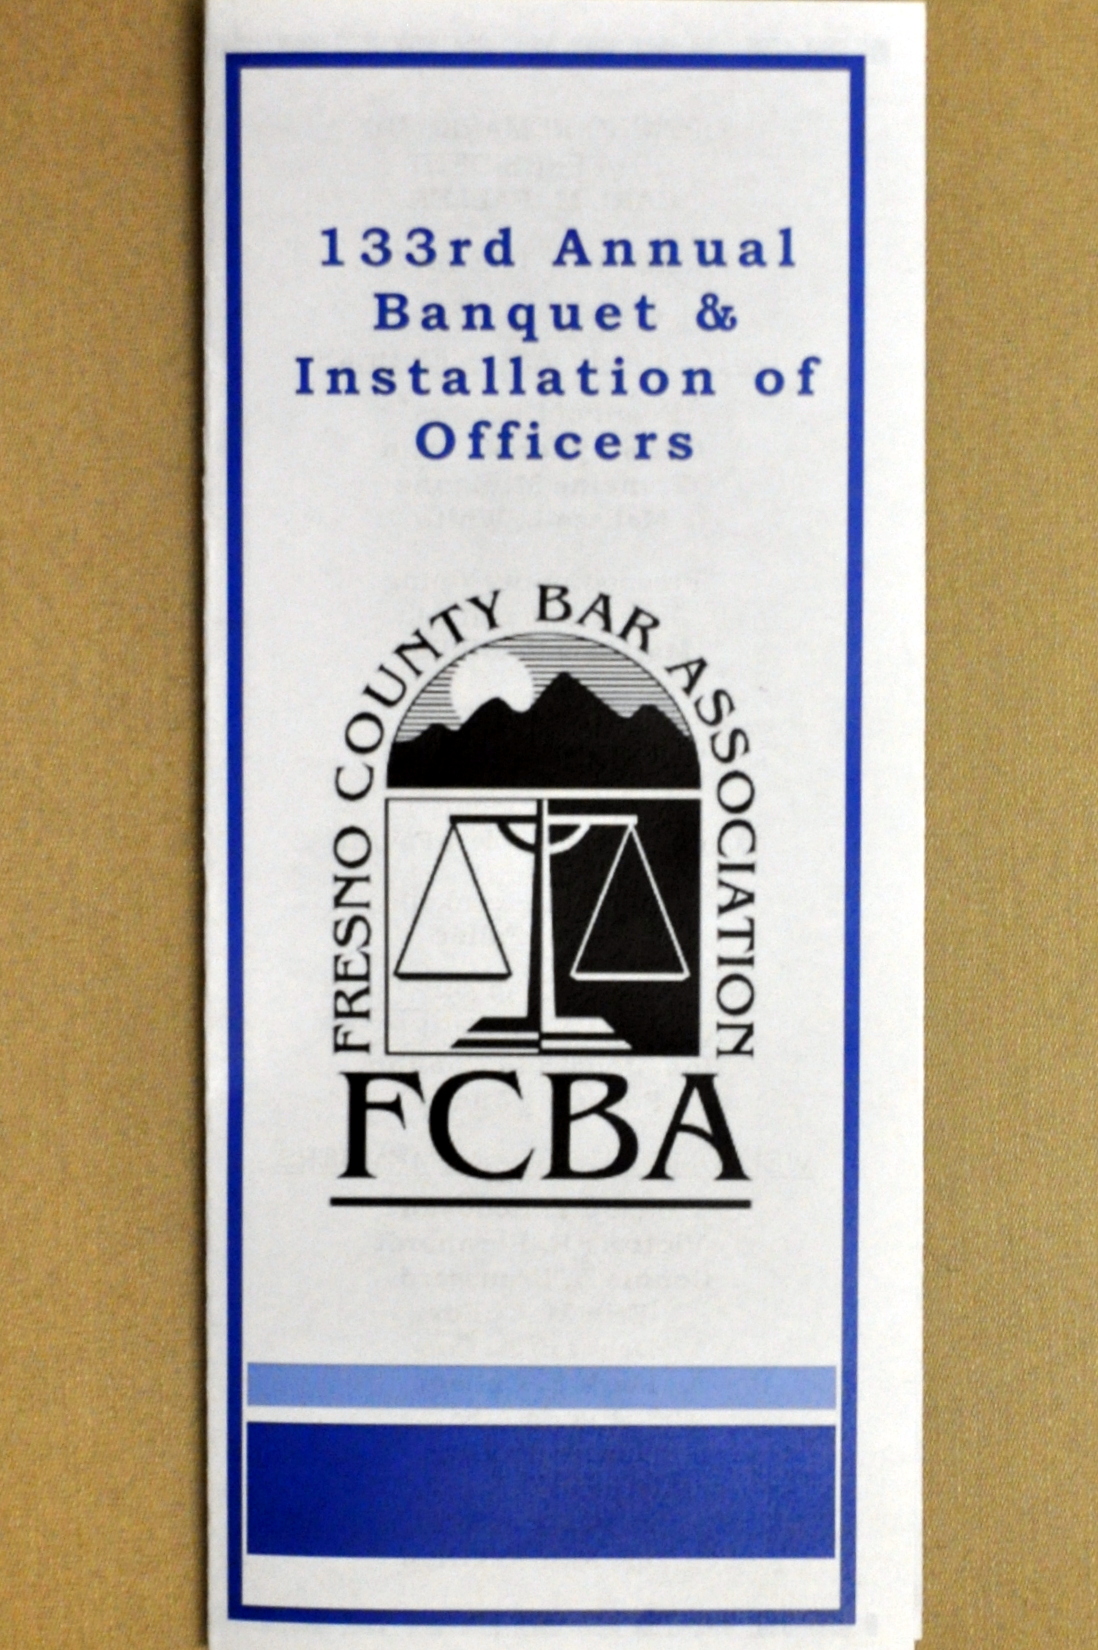 133rd Annual
Banquet &
Installation of
Officers
FRESNO COUNTY BAR ASSOCIATION
FCBA